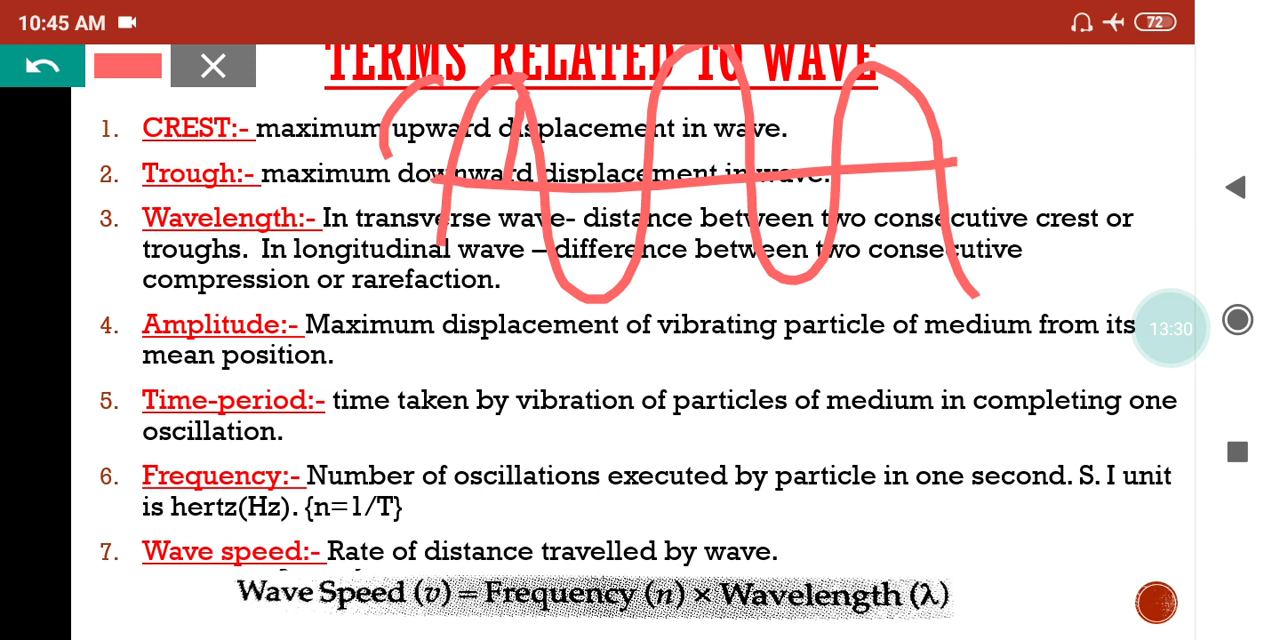 10:45 AM
72
TERMS RELATED TO WAVE
1. CREST:- maximum upward displacement in wave.
2. Trough:- maximum downward displacement in wave.
3. Wavelength:- In transverse wave- distance between two consecutive crest or
troughs. In longitudinal wave – difference between two consecutive
compression or rarefaction.
4. Amplitude:- Maximum displacement of vibrating particle of medium from its
mean position.
13:30
5. Time-period:- time taken by vibration of particles of medium in completing one
oscillation.
6. Frequency:- Number of oscillations executed by particle in one second. S. I unit
is hertz(Hz). {n=1/T}
7. Wave speed:- Rate of distance travelled by wave.
Wave Speed (v) = Frequency (n) × Wavelength (λ)